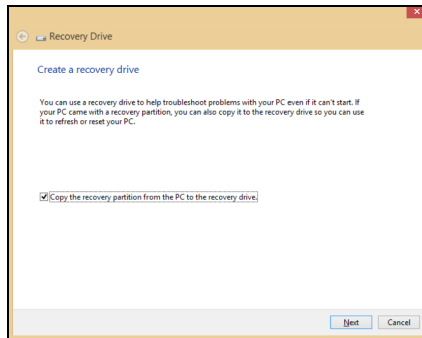 Recovery Drive
Create a recovery drive
You can use a recovery drive to help troubleshoot problems with your PC even if it can't start. If
your PC came with a recovery partition, you can also copy it to the recovery drive so you can use
it to refresh or reset your PC.
Copy the recovery partition from the PC to the recovery drive.
Next Cancel